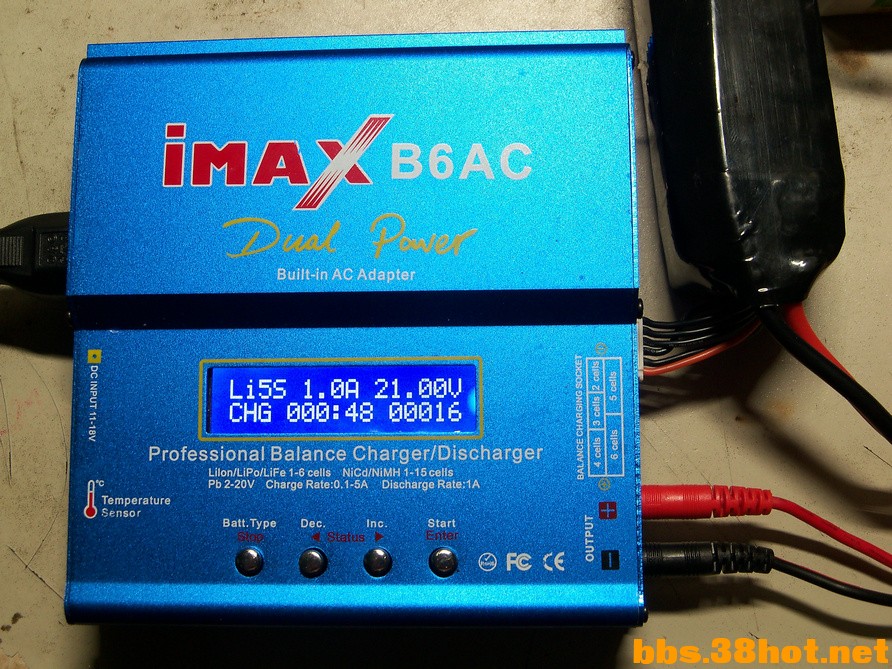 iMAX B6AC
Dual Power
Built-in AC Adapter
DC INPUT 11-18V
Li5S 1.0A 21.00V
CHG 000:48 00016
BALANCE CHARGING SOCKET
2 cells
3 cells
4 cells
5 cells
6 cells
Professional Balance Charger/Discharger
LiIon/LiPo/LiFe 1-6 cells NiCd/NiMH 1-15 cells
Pb 2-20V Charge Rate:0.1-5A Discharge Rate:1A
°C
Temperature
Sensor
Batt.Type Dec. Inc. Start
Stop ◀ Status ▶ Enter
OUTPUT
+
-
FC CE
bbs.38hot.net